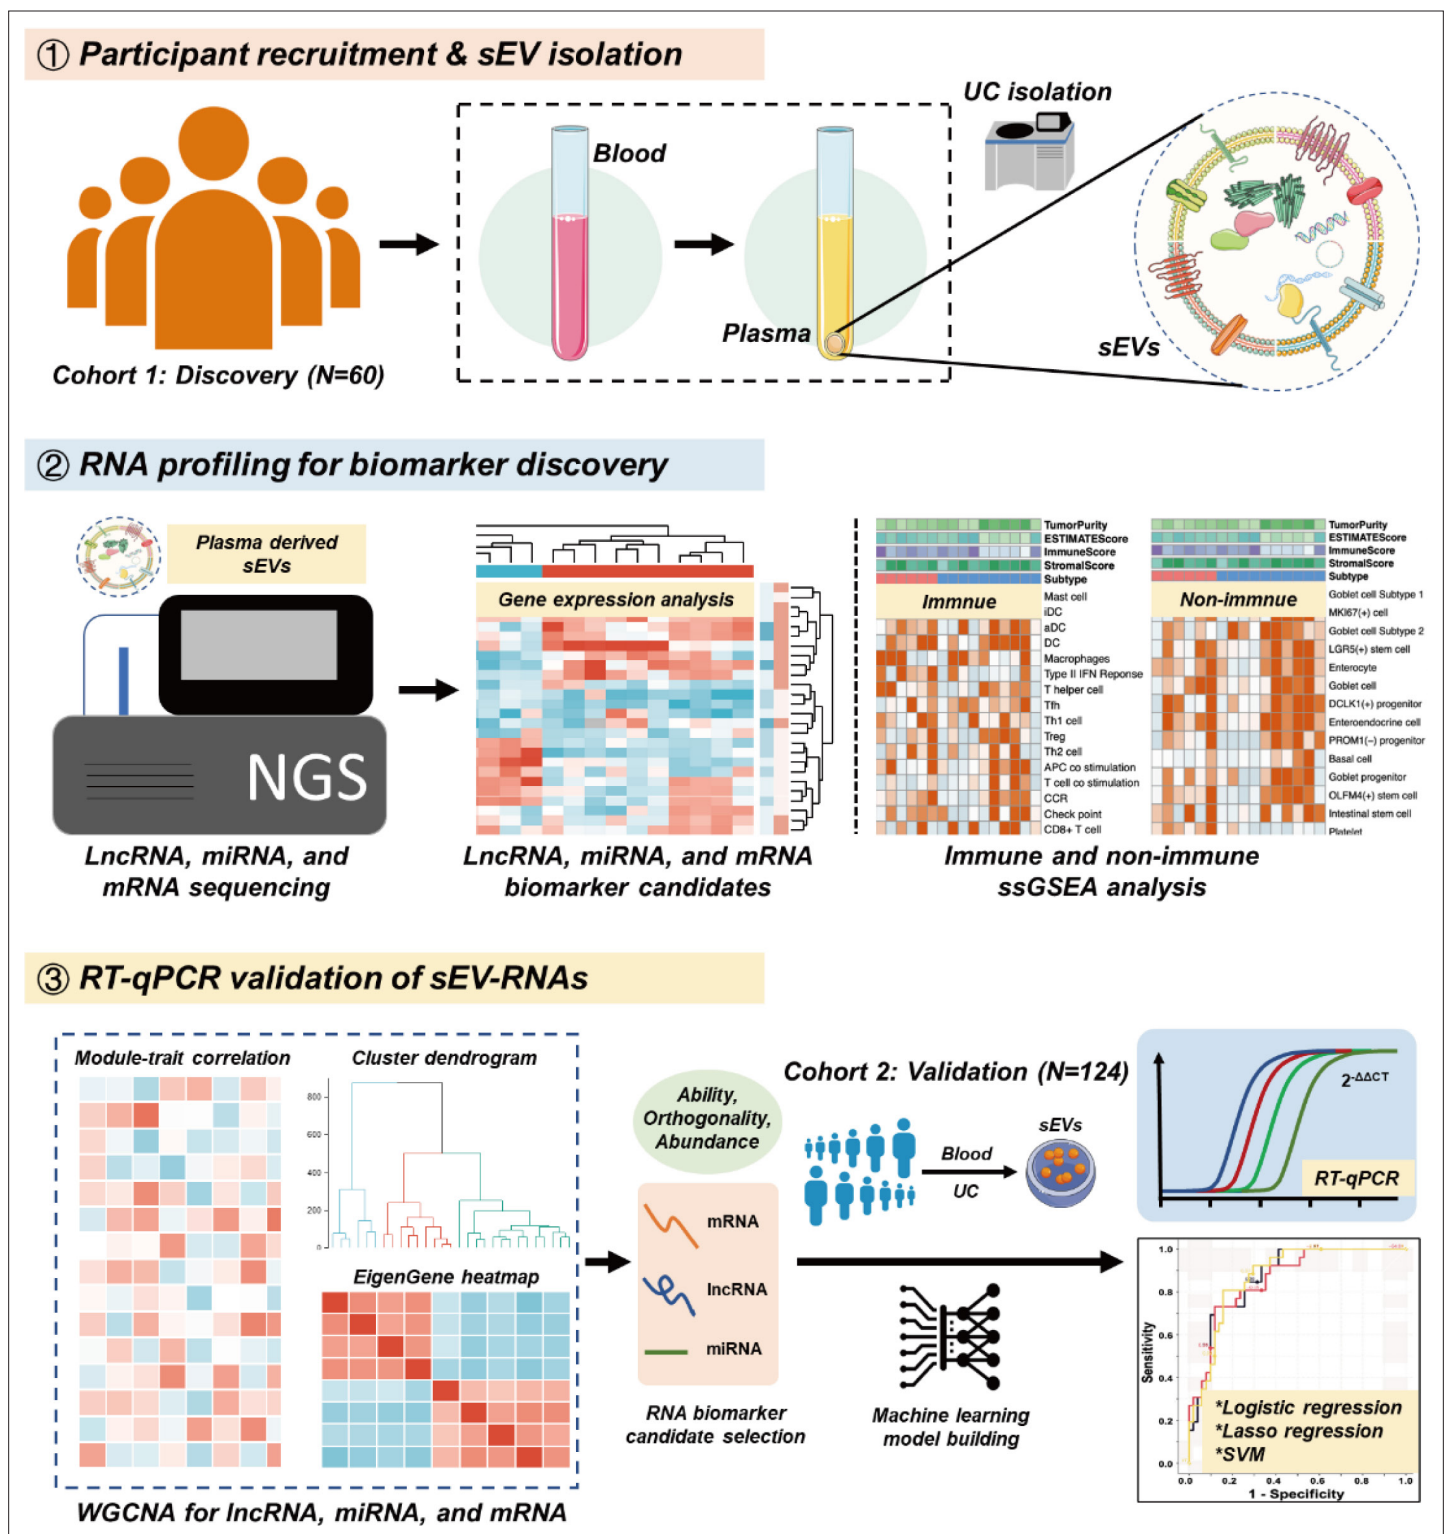 ① Participant recruitment & sEV isolation
UC isolation
Blood
Plasma
sEVs
Cohort 1: Discovery (N=60)
② RNA profiling for biomarker discovery
Plasma derived
sEVs
NGS
LncRNA, miRNA, and
mRNA sequencing
Gene expression analysis
LncRNA, miRNA, and mRNA
biomarker candidates
TumorPurity
ESTIMATEScore
ImmuneScore
StromalScore
Subtype
Immnue
Mast cell
iDC
aDC
DC
Macrophages
Type II IFN Reponse
T helper cell
Tfh
Th1 cell
Treg
Th2 cell
APC co stimulation
T cell co stimulation
CCR
Check point
CD8+ T cell
TumorPurity
ESTIMATEScore
ImmuneScore
StromalScore
Subtype
Non-immnue
Goblet cell Subtype 1
MKI67(+) cell
Goblet cell Subtype 2
LGR5(+) stem cell
Enterocyte
Goblet cell
DCLK1(+) progenitor
Enteroendocrine cell
PROM1(−) progenitor
Basal cell
Goblet progenitor
OLFM4(+) stem cell
Intestinal stem cell
Platelet
Immune and non-immune
ssGSEA analysis
③ RT-qPCR validation of sEV-RNAs
Module-trait correlation
Cluster dendrogram
800
600
400
200
0
EigenGene heatmap
WGCNA for lncRNA, miRNA, and mRNA
Ability,
Orthogonality,
Abundance
mRNA
lncRNA
miRNA
RNA biomarker
candidate selection
Cohort 2: Validation (N=124)
Blood
UC
sEVs
Machine learning
model building
2-ΔΔCT
RT-qPCR
Sensitivity
1.0
0.8
0.6
0.4
0.2
0.0
*Logistic regression
*Lasso regression
*SVM
0.0 0.2 0.4 0.6 0.8 1.0
1 - Specificity